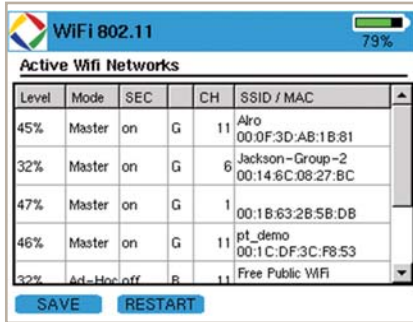 WiFi 802.11
79%
Active Wifi Networks
Level Mode SEC CH SSID / MAC
45% Master on G 11 Alro
00:0F:3D:AB:1B:81
32% Master on G 6 Jackson-Group-2
00:14:6C:08:27:BC
47% Master on G 1
00:1B:63:2B:5B:DB
46% Master on G 11 pt_demo
00:1C:DF:3C:F8:53
32% Ad-Hoc off B 11 Free Public WiFi
SAVE RESTART